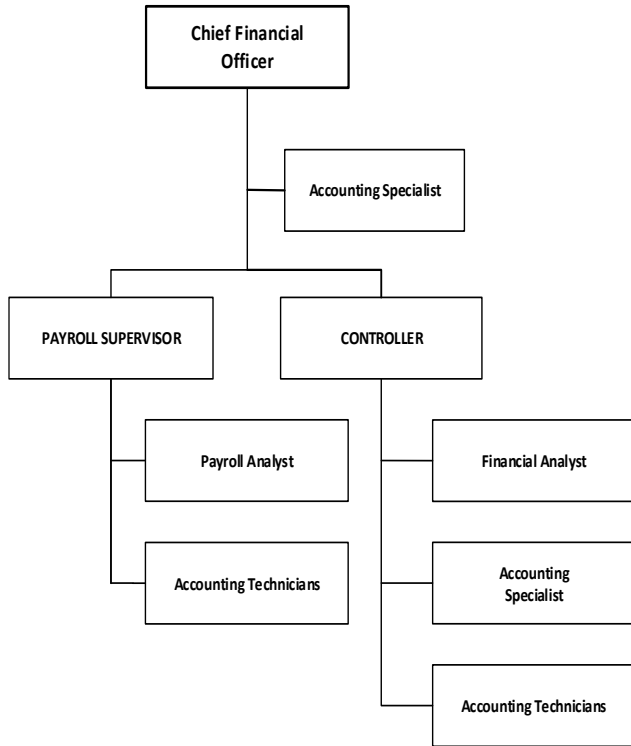 Chief Financial
Officer
Accounting Specialist
PAYROLL SUPERVISOR
CONTROLLER
Payroll Analyst
Financial Analyst
Accounting Technicians
Accounting
Specialist
Accounting Technicians